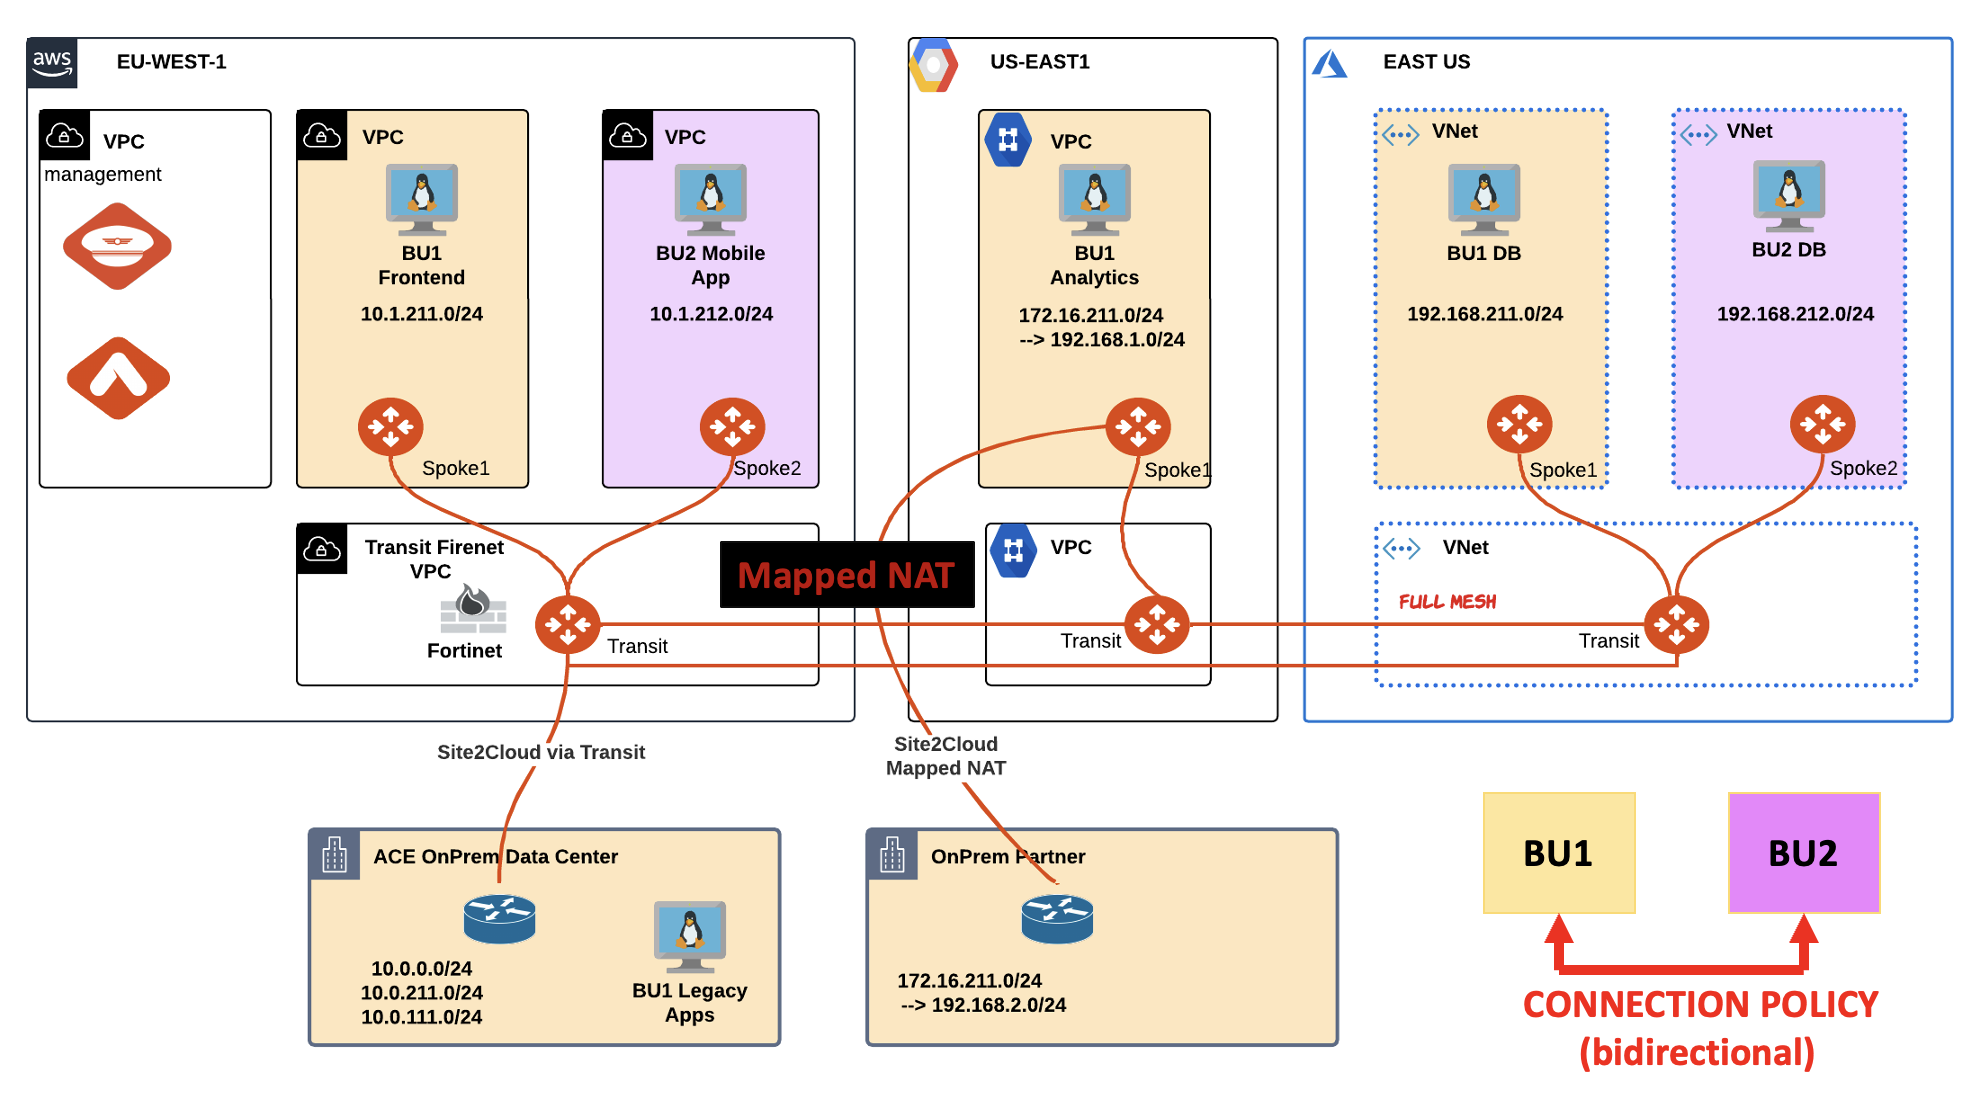 aws
EU-WEST-1
US-EAST1
EAST US
VPC
management
VPC
BU1
Frontend
10.1.211.0/24
Spoke1
VPC
BU2 Mobile
App
10.1.212.0/24
Spoke2
VPC
BU1
Analytics
172.16.211.0/24
--> 192.168.1.0/24
Spoke1
VNet
BU1 DB
192.168.211.0/24
Spoke1
VNet
BU2 DB
192.168.212.0/24
Spoke2
Transit Firenet
VPC
Fortinet
Transit
Mapped NAT
VPC
Transit
VNet
FULL MESH
Transit
Site2Cloud via Transit
Site2Cloud
Mapped NAT
ACE OnPrem Data Center
10.0.0.0/24
10.0.211.0/24
10.0.111.0/24
BU1 Legacy
Apps
OnPrem Partner
172.16.211.0/24
--> 192.168.2.0/24
BU1
BU2
CONNECTION POLICY
(bidirectional)